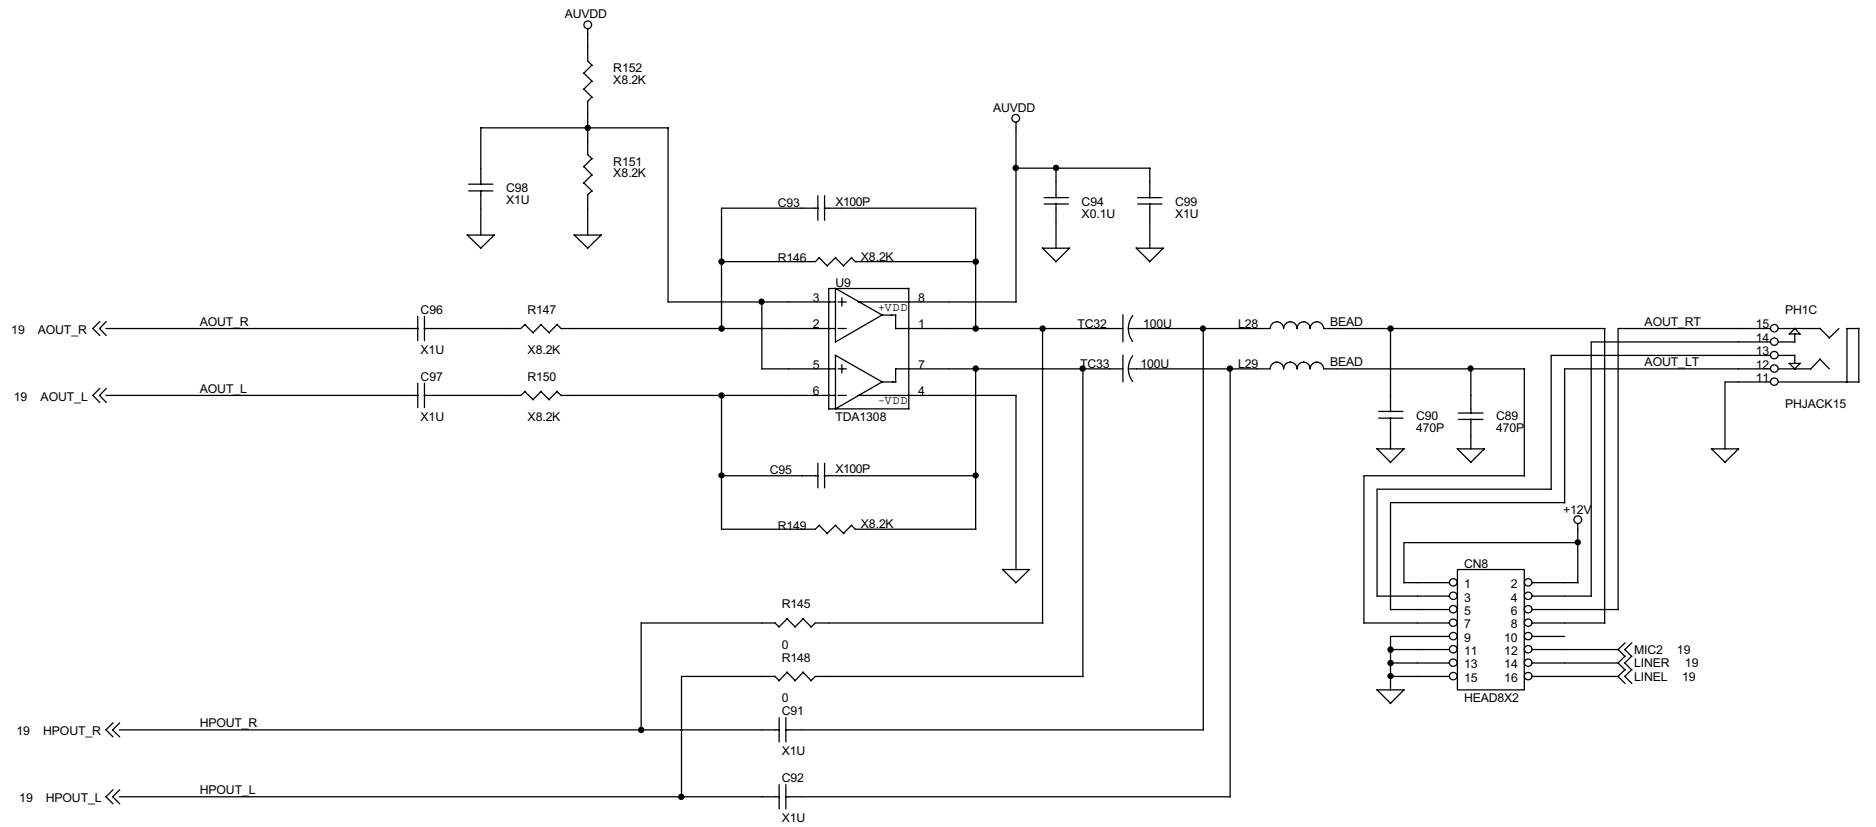 AUVDD
R152
X8.2K
AUVDD
R151
X8.2K
C98
X1U
C93 X100P
C94
X0.1U
C99
X1U
R146 X8.2K
U9
3 + +VDD 8
2 − 1
5 + 7
6 − −VDD 4
TDA1308
C96
X1U
R147
X8.2K
19 AOUT_R AOUT_R
C97
X1U
R150
X8.2K
19 AOUT_L AOUT_L
TC32 100U L28 BEAD
TC33 100U L29 BEAD
C90
470P
C89
470P
AOUT_RT
AOUT_LT
PH1C
15
14
13
12
11
PHJACK15
C95 X100P
R149 X8.2K
+12V
CN8
1 2
3 4
5 6
7 8
9 10
11 12 MIC2 19
13 14 LINER 19
15 16 LINEL 19
HEAD8X2
R145
0
R148
0
C91
X1U
19 HPOUT_R HPOUT_R
C92
X1U
19 HPOUT_L HPOUT_L